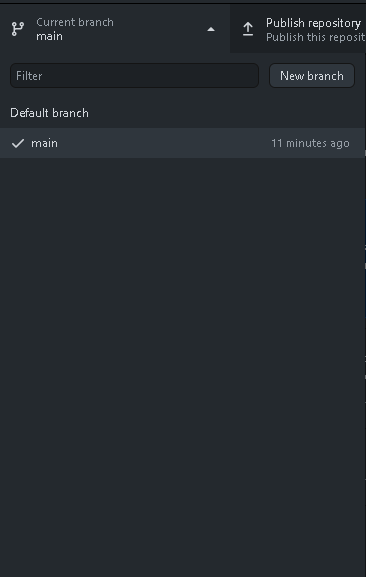 Current branch
main
Publish repository
Publish this reposit
Filter
New branch
Default branch
main
11 minutes ago